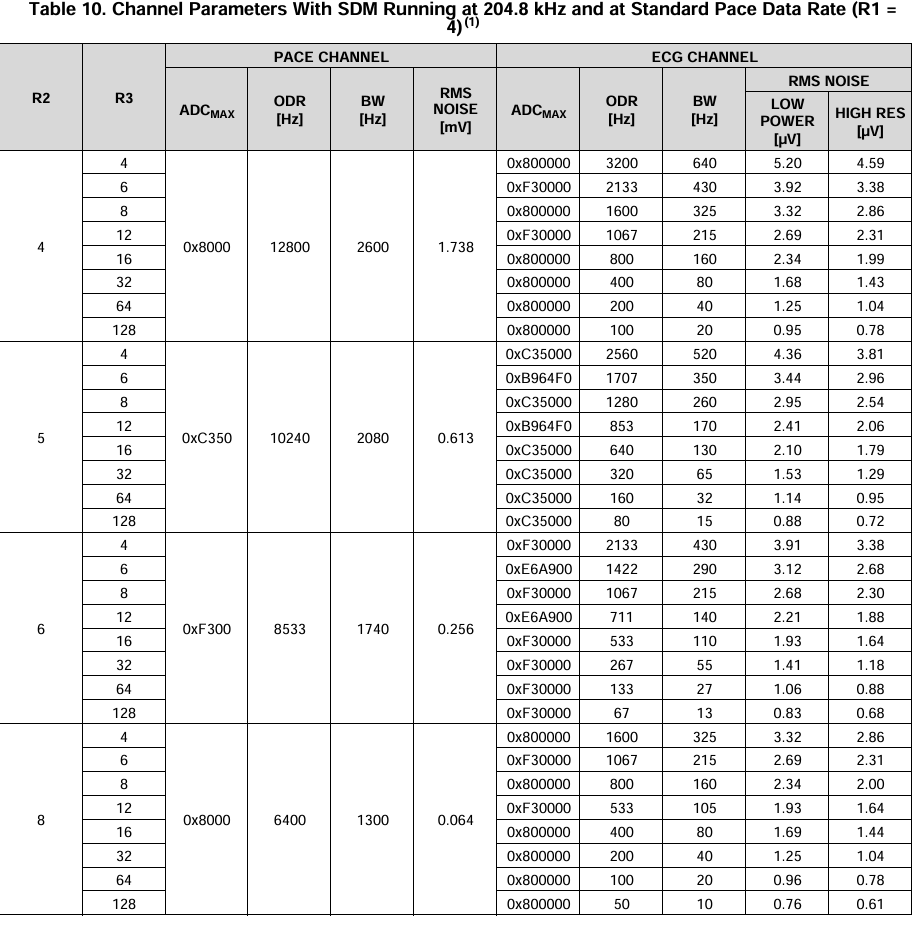 Table 10. Channel Parameters With SDM Running at 204.8 kHz and at Standard Pace Data Rate (R1 =
4)(1)
R2 R3 PACE CHANNEL ECG CHANNEL
ADCMAX ODR [Hz] BW [Hz] RMS NOISE [mV] ADCMAX ODR [Hz] BW [Hz] RMS NOISE
LOW POWER [µV] HIGH RES [µV]
4 0x800000 3200 640 5.20 4.59
6 0xF30000 2133 430 3.92 3.38
8 0x800000 1600 325 3.32 2.86
12 0xF30000 1067 215 2.69 2.31
4 0x8000 12800 2600 1.738
16 0x800000 800 160 2.34 1.99
32 0x800000 400 80 1.68 1.43
64 0x800000 200 40 1.25 1.04
128 0x800000 100 20 0.95 0.78
4 0xC35000 2560 520 4.36 3.81
6 0xB964F0 1707 350 3.44 2.96
8 0xC35000 1280 260 2.95 2.54
12 0xB964F0 853 170 2.41 2.06
5 0xC350 10240 2080 0.613
16 0xC35000 640 130 2.10 1.79
32 0xC35000 320 65 1.53 1.29
64 0xC35000 160 32 1.14 0.95
128 0xC35000 80 15 0.88 0.72
4 0xF30000 2133 430 3.91 3.38
6 0xE6A900 1422 290 3.12 2.68
8 0xF30000 1067 215 2.68 2.30
12 0xE6A900 711 140 2.21 1.88
6 0xF300 8533 1740 0.256
16 0xF30000 533 110 1.93 1.64
32 0xF30000 267 55 1.41 1.18
64 0xF30000 133 27 1.06 0.88
128 0xF30000 67 13 0.83 0.68
4 0x800000 1600 325 3.32 2.86
6 0xF30000 1067 215 2.69 2.31
8 0x800000 800 160 2.34 2.00
12 0xF30000 533 105 1.93 1.64
8 0x8000 6400 1300 0.064
16 0x800000 400 80 1.69 1.44
32 0x800000 200 40 1.25 1.04
64 0x800000 100 20 0.96 0.78
128 0x800000 50 10 0.76 0.61